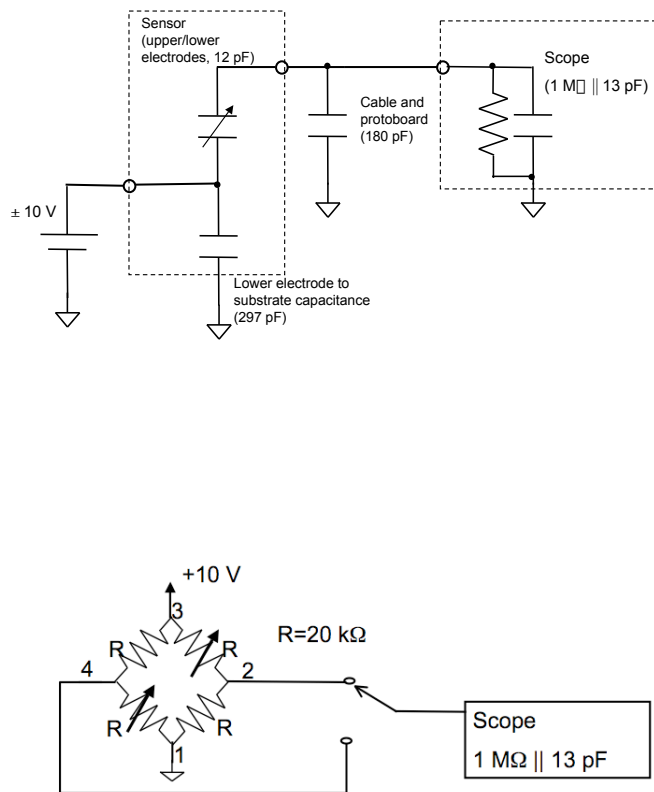 Sensor
(upper/lower
electrodes, 12 pF)
Scope
(1 M▯ || 13 pF)
Cable and
protoboard
(180 pF)
± 10 V
Lower electrode to
substrate capacitance
(297 pF)
+10 V
3
R=20 kΩ
R
R
4
2
R
R
1
Scope
1 MΩ || 13 pF